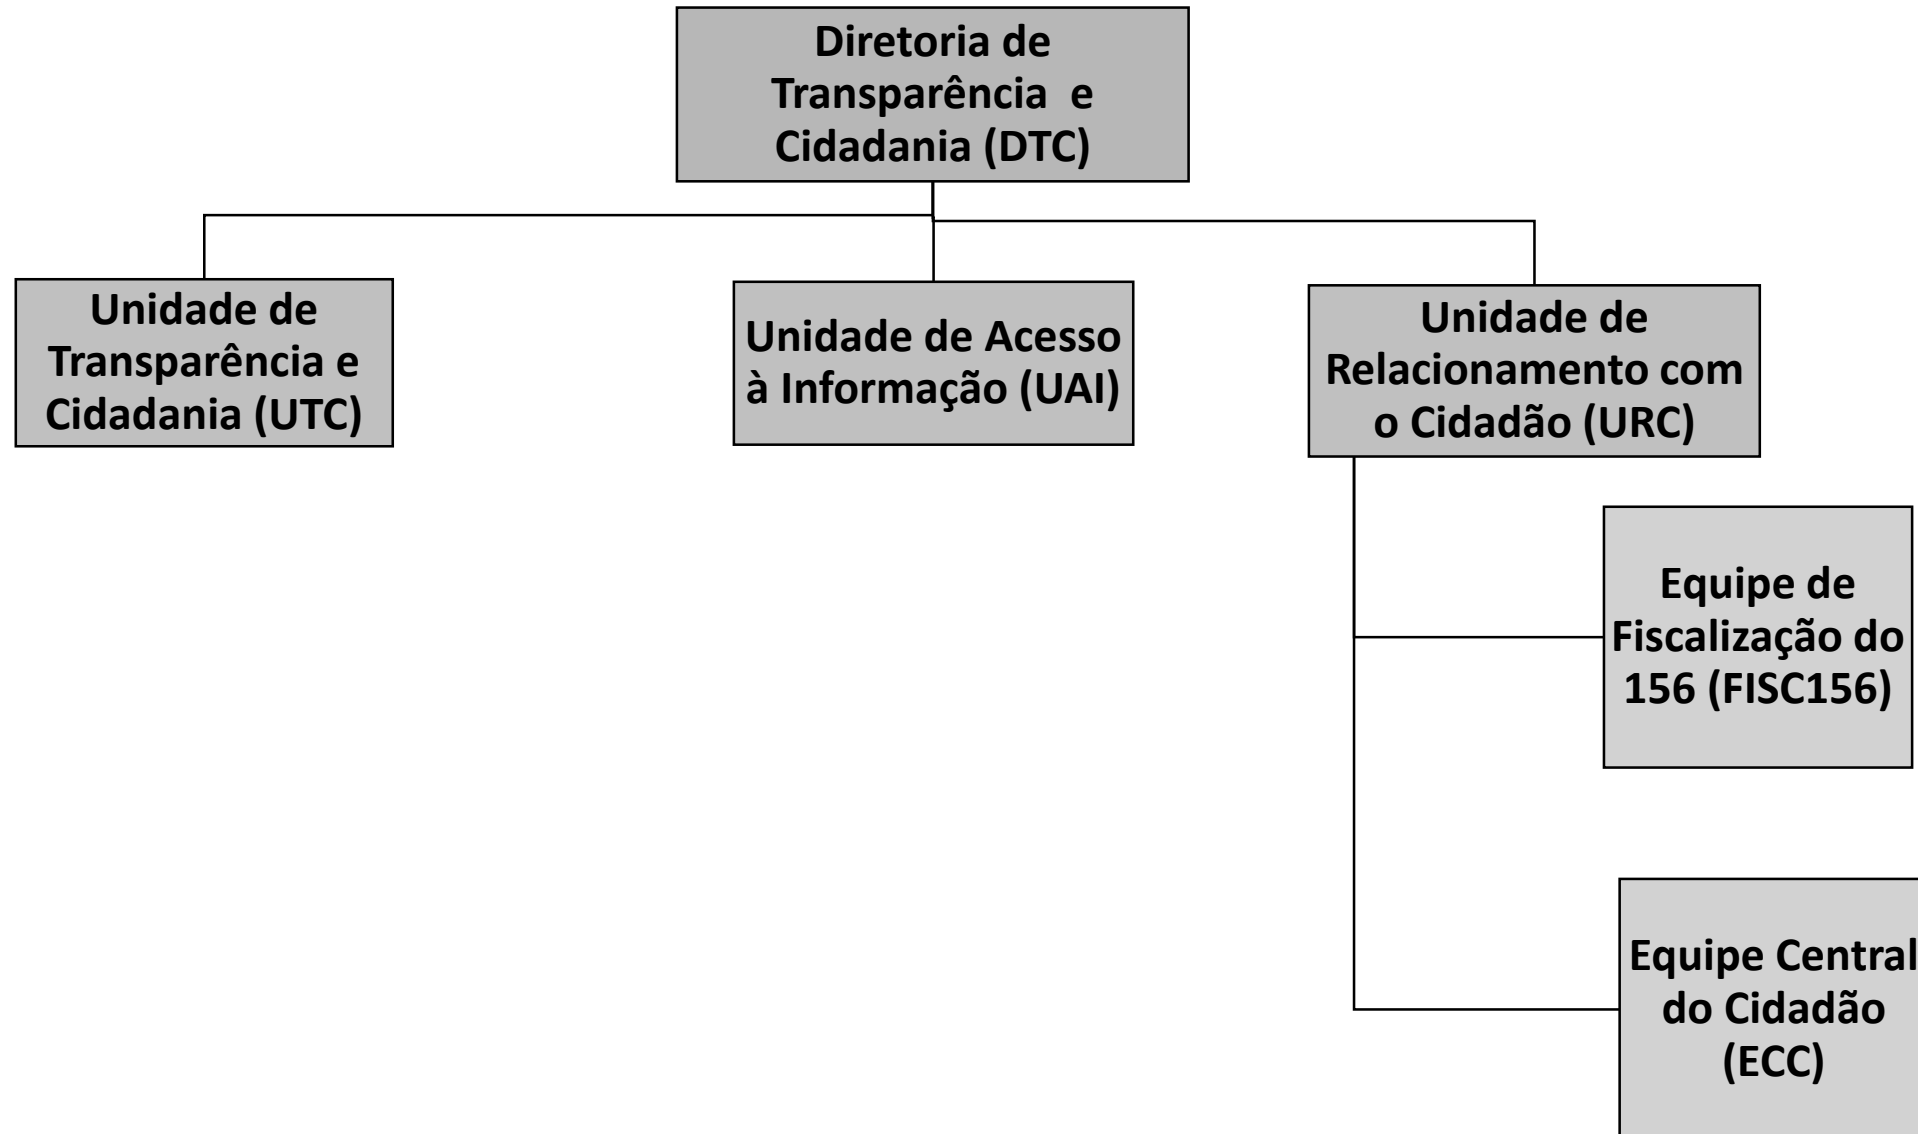 Diretoria de
Transparência e
Cidadania (DTC)
Unidade de
Transparência e
Cidadania (UTC)
Unidade de Acesso
à Informação (UAI)
Unidade de
Relacionamento com
o Cidadão (URC)
Equipe de
Fiscalização do
156 (FISC156)
Equipe Central
do Cidadão
(ECC)